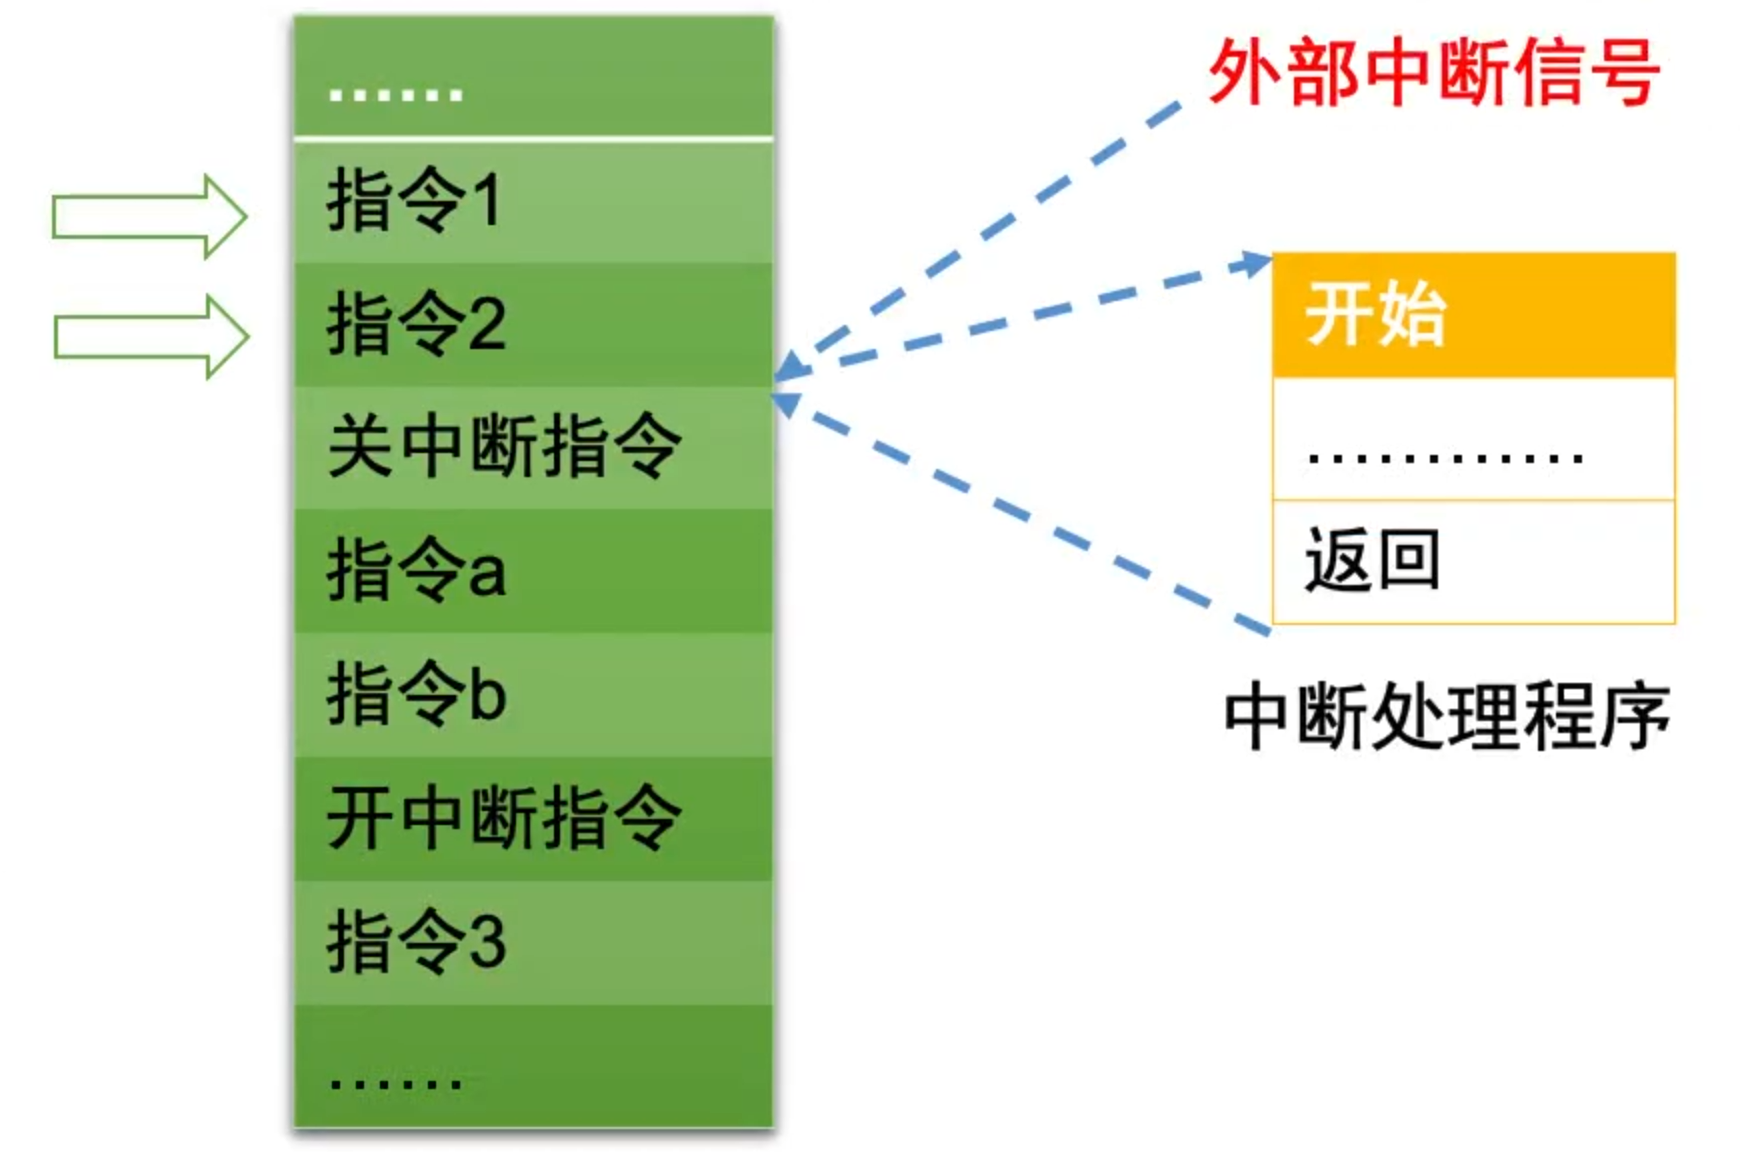 ……
指令1
指令2
关中断指令
指令a
指令b
开中断指令
指令3
……
外部中断信号
开始
…………
返回
中断处理程序